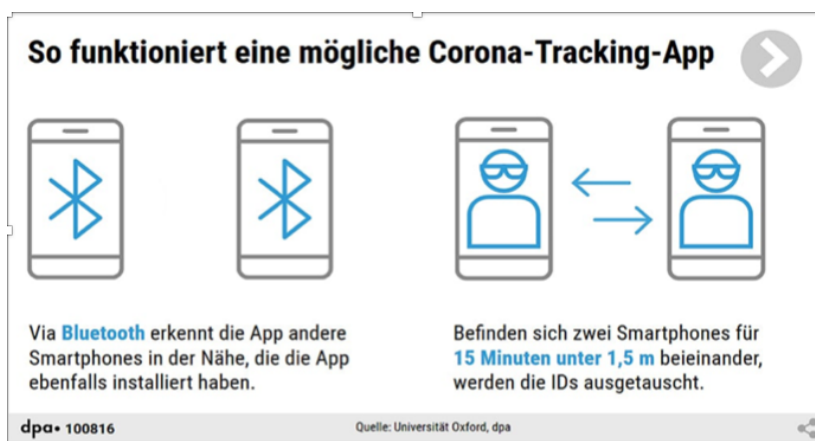 So funktioniert eine mögliche Corona-Tracking-App
Via Bluetooth erkennt die App andere
Smartphones in der Nähe, die die App
ebenfalls installiert haben.
Befinden sich zwei Smartphones für
15 Minuten unter 1,5 m beieinander,
werden die IDs ausgetauscht.
dpa• 100816
Quelle: Universität Oxford, dpa